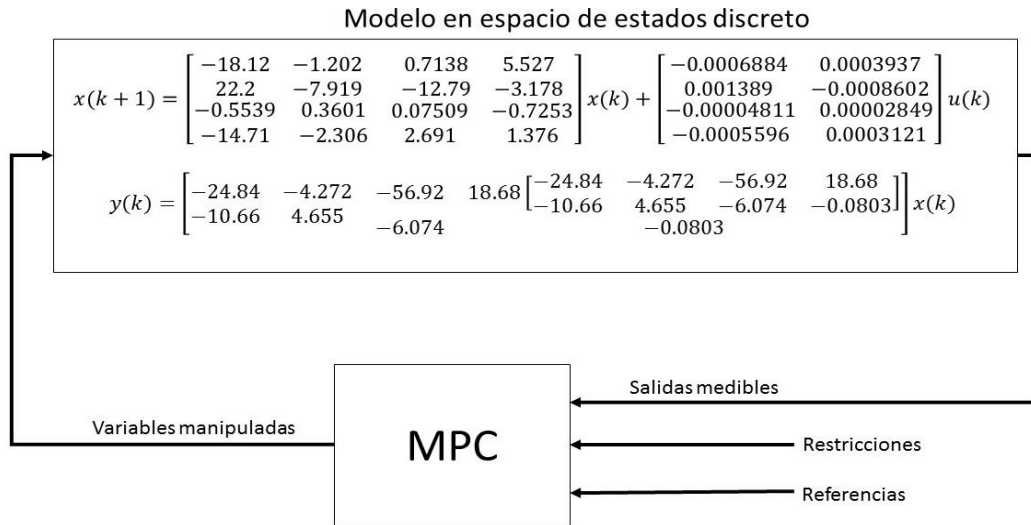 Modelo en espacio de estados discreto
x(k + 1) = [ −18.12 −1.202 0.7138 5.527 ] x(k) + [ −0.0006884 0.0003937 ] u(k)
22.2 −7.919 −12.79 −3.178 0.001389 −0.0008602
−0.5539 0.3601 0.07509 −0.7253 −0.00004811 0.00002849
−14.71 −2.306 2.691 1.376 −0.0005596 0.0003121
y(k) = [ −24.84 −4.272 −56.92 18.68 [ −24.84 −4.272 −56.92 18.68 ] ] x(k)
−10.66 4.655 −10.66 4.655 −6.074 −0.0803
−6.074 −0.0803
Salidas medibles
Variables manipuladas
MPC
Restricciones
Referencias